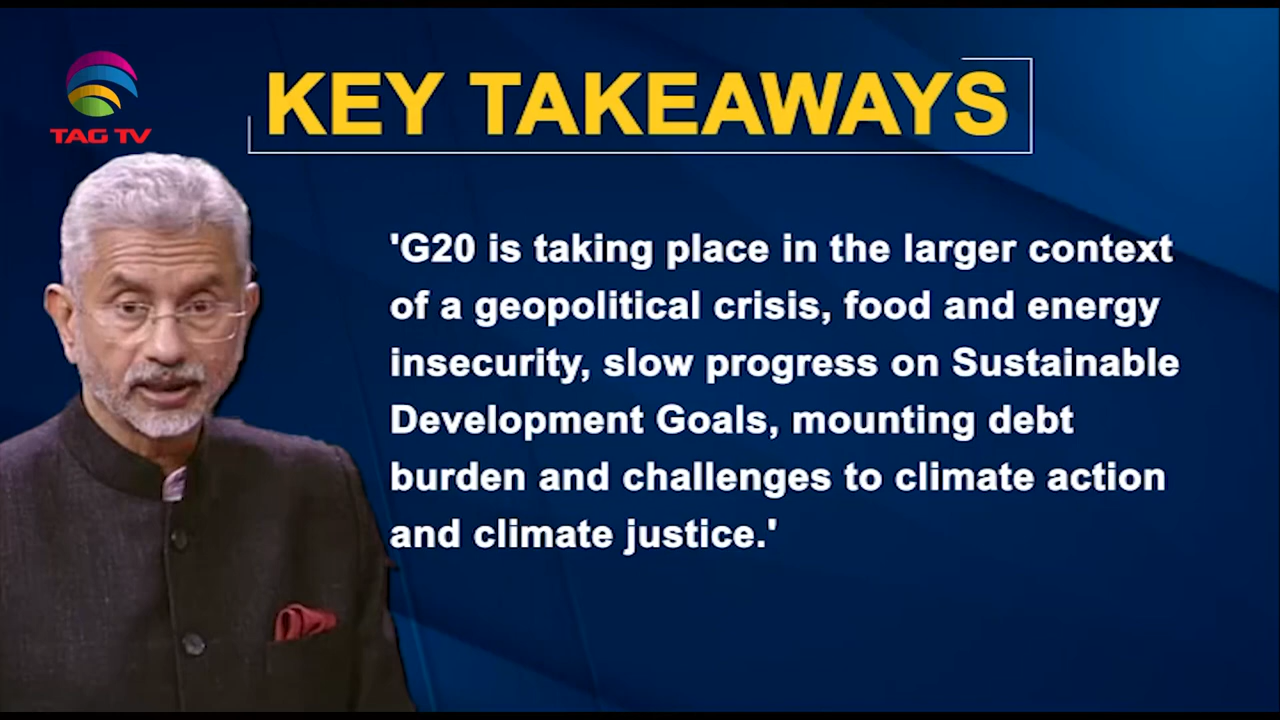 TAG TV
KEY TAKEAWAYS
'G20 is taking place in the larger context
of a geopolitical crisis, food and energy
insecurity, slow progress on Sustainable
Development Goals, mounting debt
burden and challenges to climate action
and climate justice.'